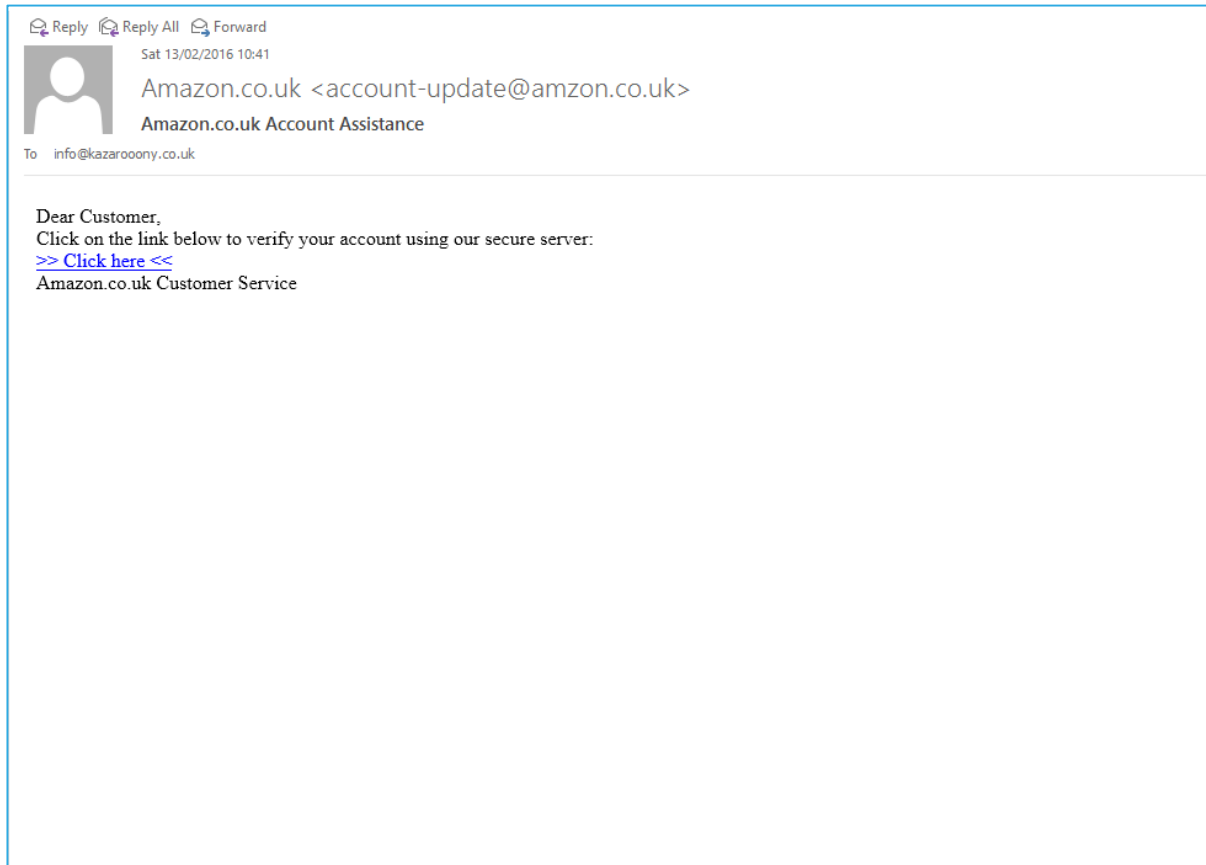 Reply Reply All Forward
Sat 13/02/2016 10:41
Amazon.co.uk <account-update@amzon.co.uk>
Amazon.co.uk Account Assistance
To info@kazarooony.co.uk
Dear Customer,
Click on the link below to verify your account using our secure server:
>> Click here <<
Amazon.co.uk Customer Service